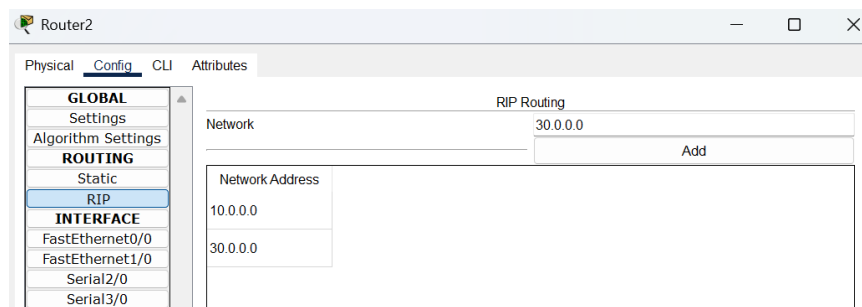 Router2
Physical Config CLI Attributes
GLOBAL
Settings
Algorithm Settings
ROUTING
Static
RIP
INTERFACE
FastEthernet0/0
FastEthernet1/0
Serial2/0
Serial3/0
RIP Routing
Network 30.0.0.0
Add
Network Address
10.0.0.0
30.0.0.0